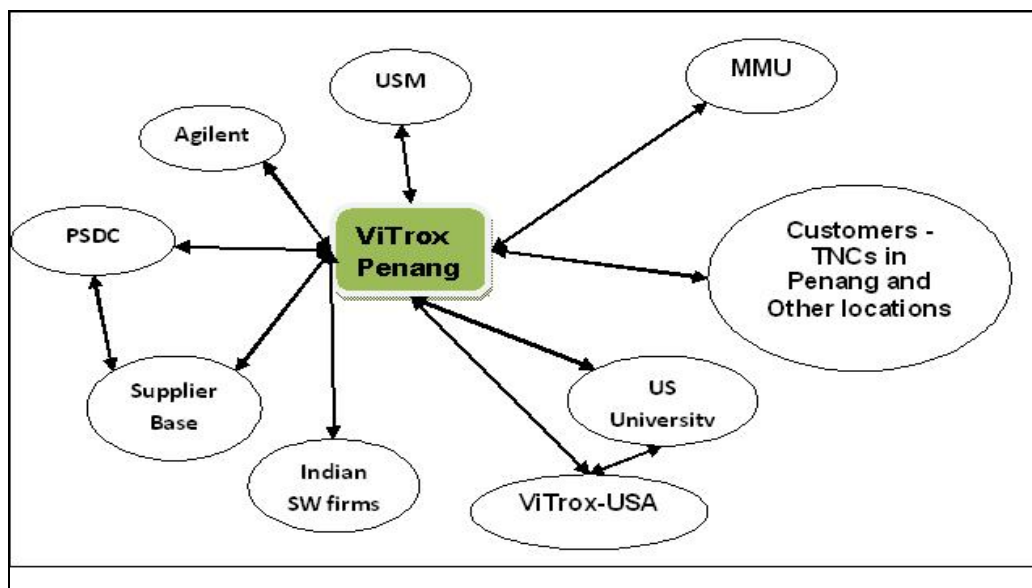 USM
MMU
Agilent
PSDC
ViTrox
Penang
Customers -
TNCs in
Penang and
Other locations
Supplier
Base
US
University
Indian
SW firms
ViTrox-USA